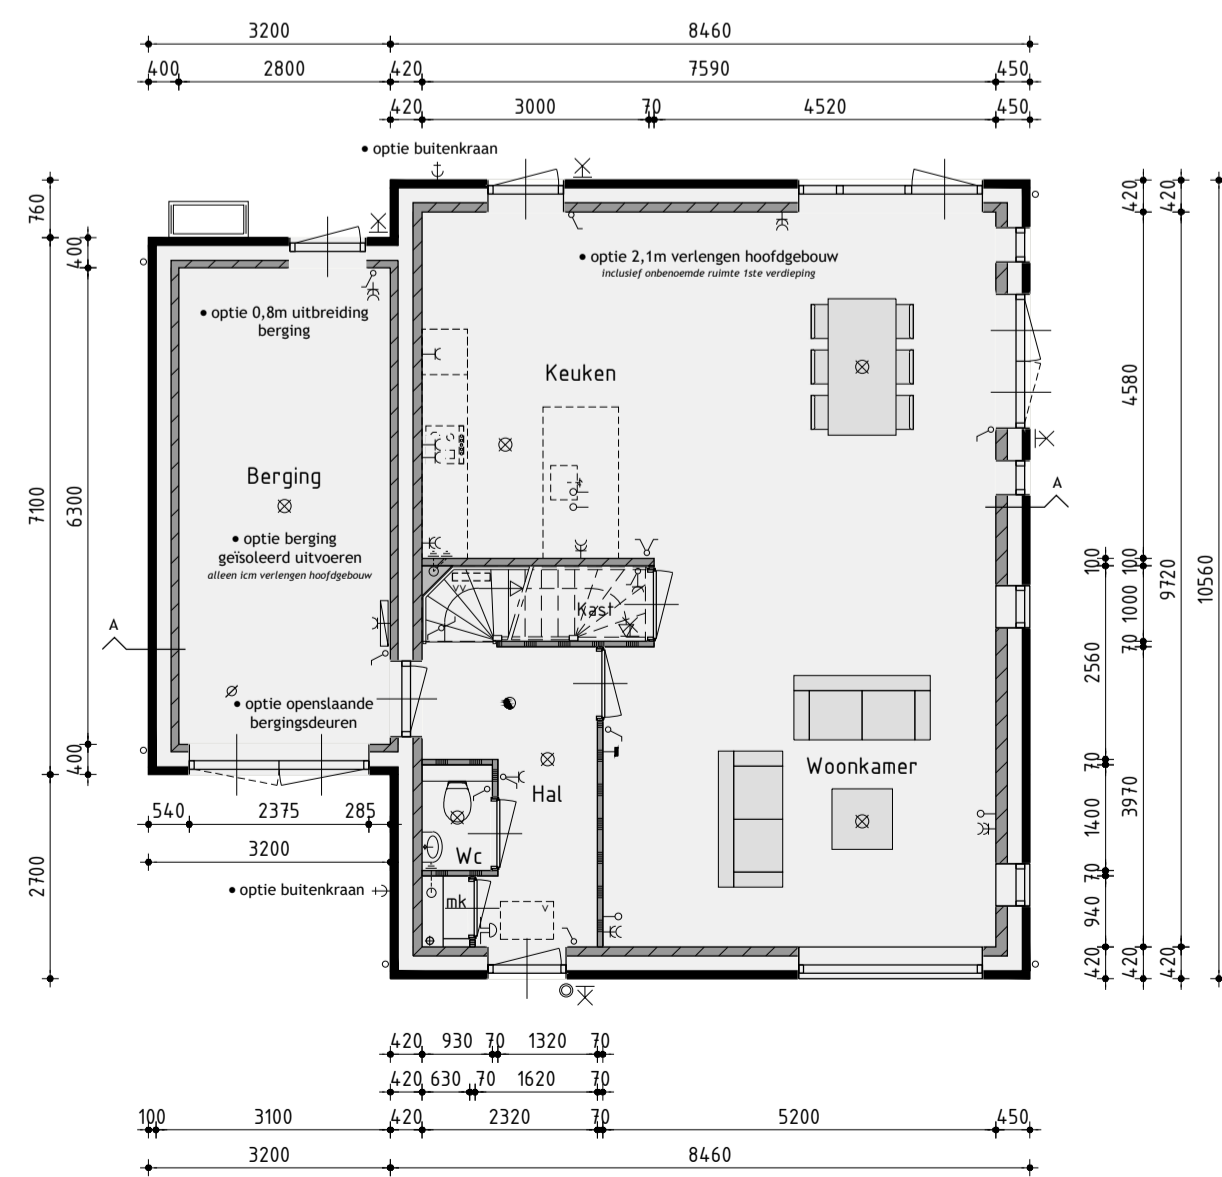 3200 8460
400 2800 420 7590 450
420 3000 70 4520 450
• optie buitenkraan
760
400
7100
6300
400
2700
• optie 2,1m verlengen hoofdgebouw
inclusief onbenoemde ruimte 1ste verdieping
• optie 0,8m uitbreiding
berging
Keuken
Berging
• optie berging
geïsoleerd uitvoeren
alleen icm verlengen hoofdgebouw
A
A
Kast
• optie openslaande
bergingsdeuren
Woonkamer
Hal
Wc
mk
540 2375 285
3200
• optie buitenkraan
420
420
4580
100
100
1000
9720
10560
70
2560
70
3970
1400
70
940
420
420
420
420 930 70 1320 70
420 630 70 1620 70
100 3100 420 2320 70 5200 450
3200 8460